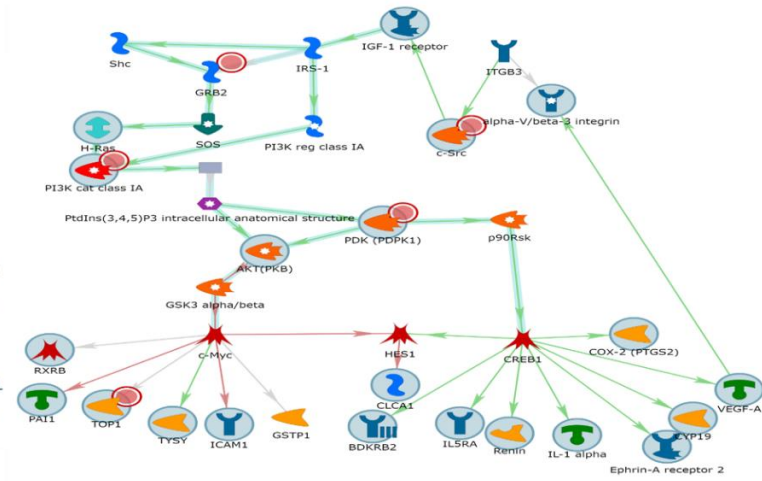 IGF-1 receptor
Shc
IRS-1
ITGB3
GRB2
alpha-V/beta-3 integrin
H-Ras
SOS
PI3K reg class IA
c-Src
PI3K cat class IA
PtdIns(3,4,5)P3 intracellular anatomical structure
PDK (PDPK1)
p90Rsk
AKT(PKB)
GSK3 alpha/beta
RXRB
c-Myc
HES1
CREB1
COX-2 (PTGS2)
PAI1
TOP1
CLCA1
VEGF-A
TYSY
ICAM1
GSTP1
BDKRB2
IL5RA
Renin
IL-1 alpha
CYP19
Ephrin-A receptor 2